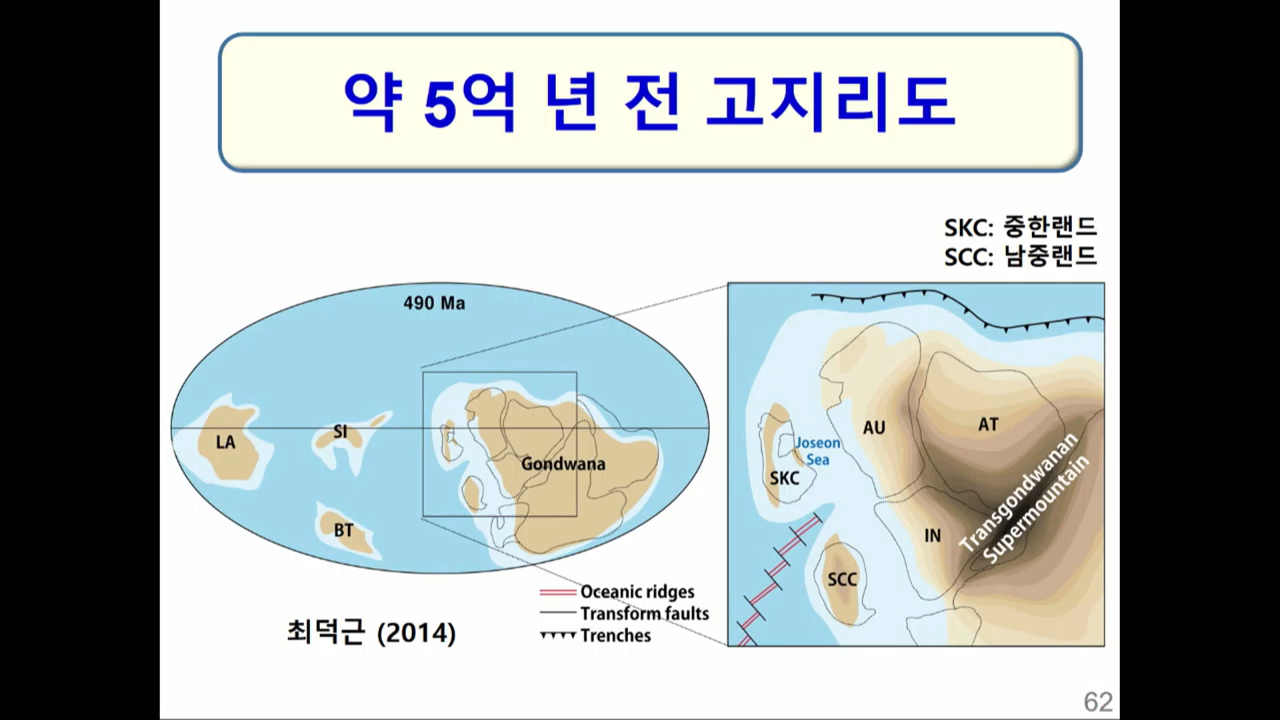 약 5억 년 전 고지리도
SKC: 중한랜드
SCC: 남중랜드
490 Ma
LA
SI
BT
Gondwana
AU
AT
Joseon
Sea
SKC
IN
SCC
Transgondwanan
Supermountain
Oceanic ridges
Transform faults
Trenches
최덕근 (2014)
62